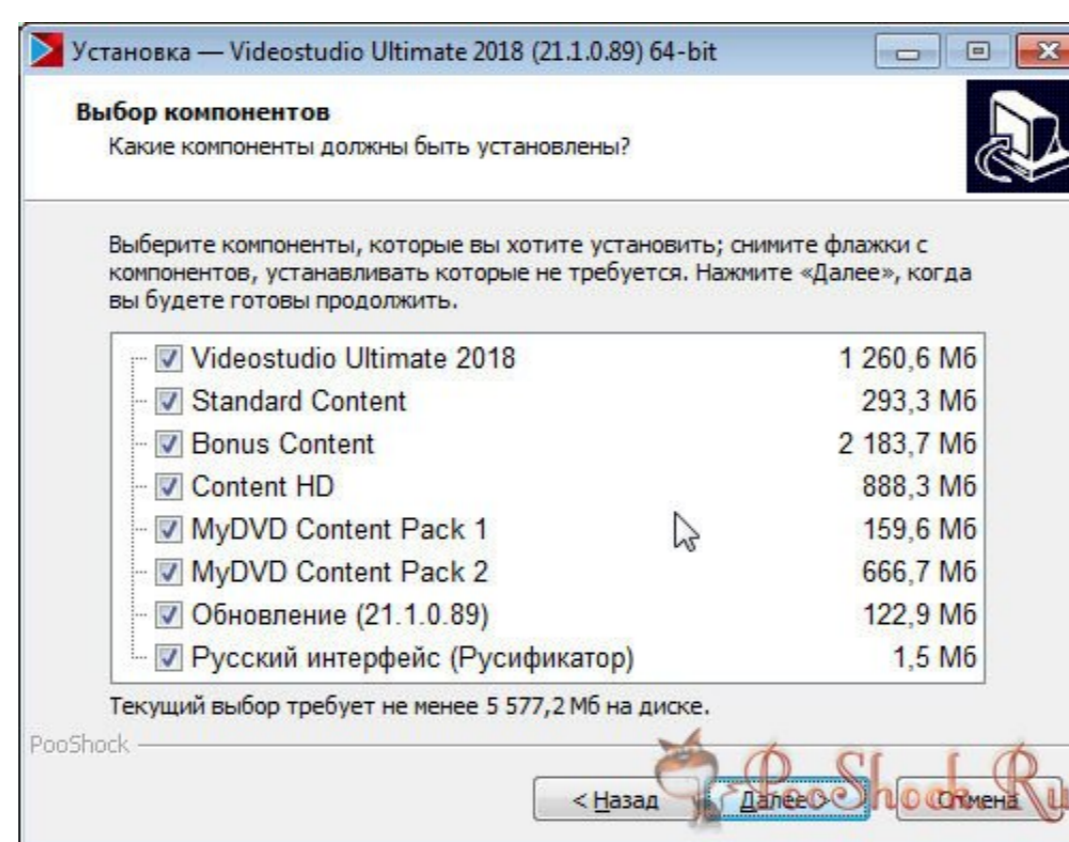 Установка — Videostudio Ultimate 2018 (21.1.0.89) 64-bit
Выбор компонентов
Какие компоненты должны быть установлены?
Выберите компоненты, которые вы хотите установить; снимите флажки с
компонентов, устанавливать которые не требуется. Нажмите «Далее», когда
вы будете готовы продолжить.
Videostudio Ultimate 2018 1 260,6 Мб
Standard Content 293,3 Мб
Bonus Content 2 183,7 Мб
Content HD 888,3 Мб
MyDVD Content Pack 1 159,6 Мб
MyDVD Content Pack 2 666,7 Мб
Обновление (21.1.0.89) 122,9 Мб
Русский интерфейс (Русификатор) 1,5 Мб
Текущий выбор требует не менее 5 577,2 Мб на диске.
PooShock
< Назад Далее > Отмена
PooShock.Ru